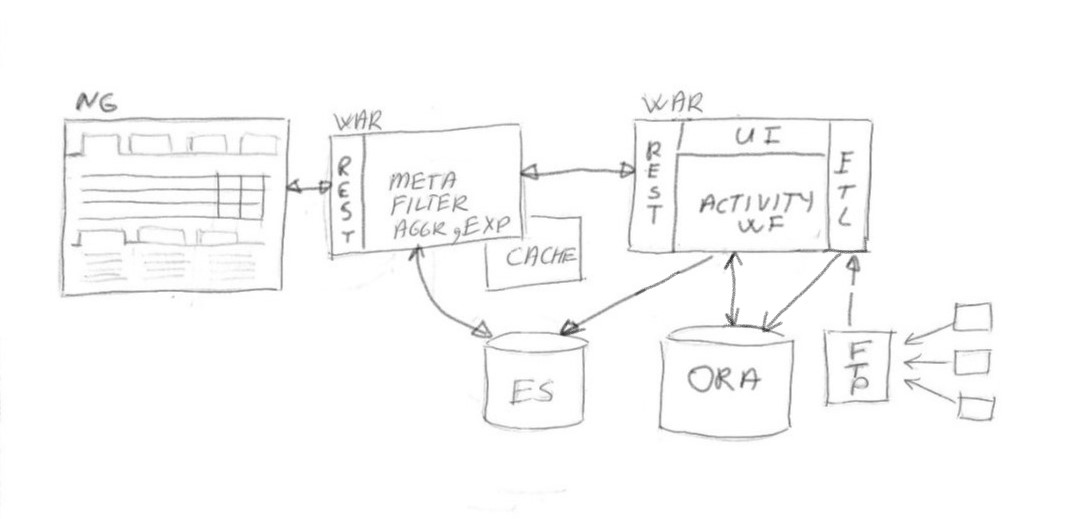 NG
WAR
REST
META
FILTER
AGGR, EXP
CACHE
WAR
REST
UI
ACTIVITY
WF
ETL
ES
ORA
FTP